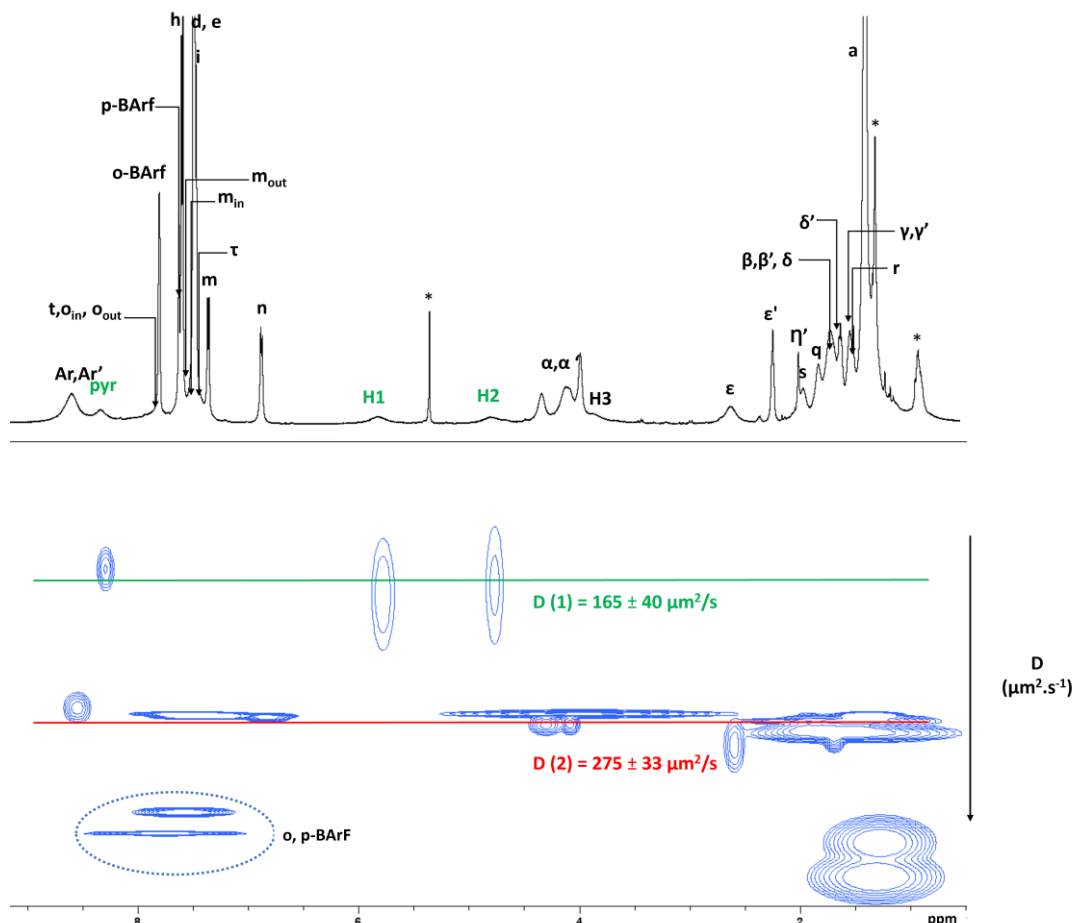 h
d, e
i
a
p-BArf
*
o-BArf
m_out
m_in
δ'
γ,γ'
τ
β,β', δ
r
m
t,o_in, o_out
n
*
ε'
η'
q
s
*
Ar,Ar'
pyr
H1
H2
α,α '
H3
ε
D (1) = 165 ± 40 μm²/s
D
(μm².s⁻¹)
D (2) = 275 ± 33 μm²/s
o, p-BArF
8
6
4
2
ppm